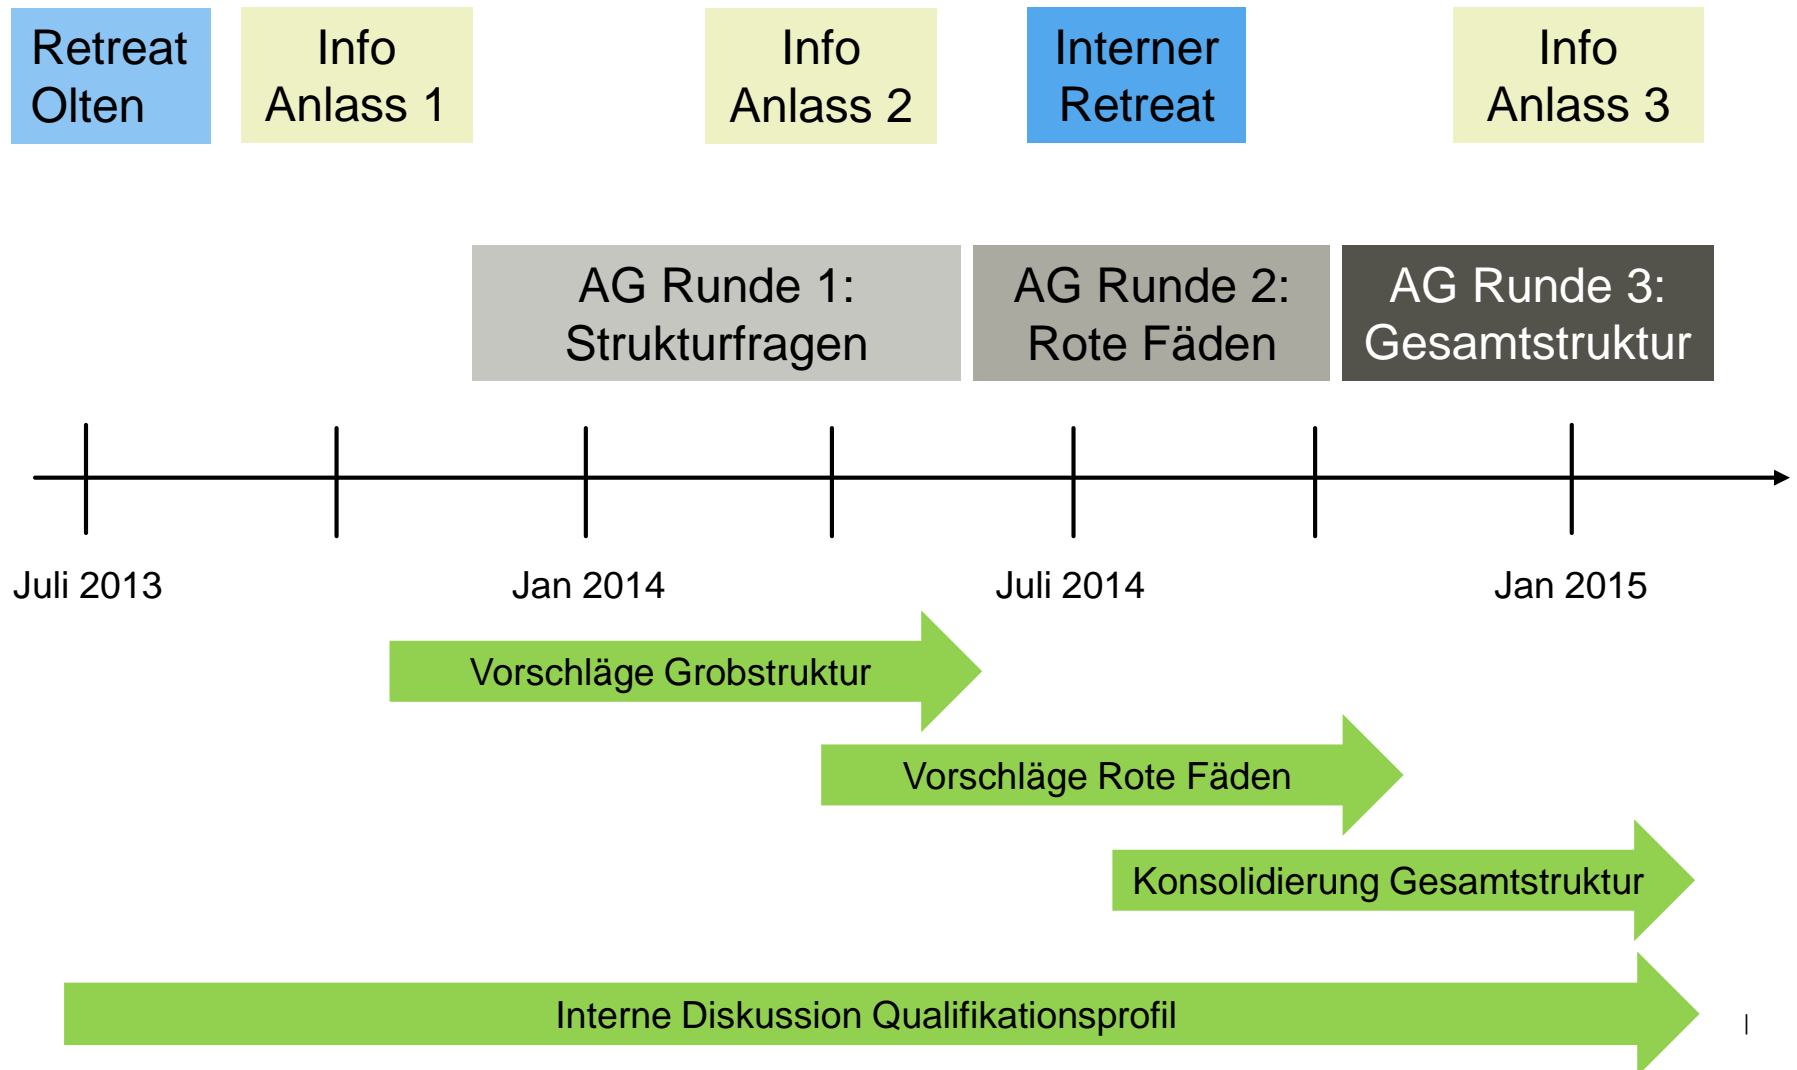 Retreat
Olten
Info
Anlass 1
Info
Anlass 2
Interner
Retreat
Info
Anlass 3
AG Runde 1:
Strukturfragen
AG Runde 2:
Rote Fäden
AG Runde 3:
Gesamtstruktur
Juli 2013
Jan 2014
Juli 2014
Jan 2015
Vorschläge Grobstruktur
Vorschläge Rote Fäden
Konsolidierung Gesamtstruktur
Interne Diskussion Qualifikationsprofil
|